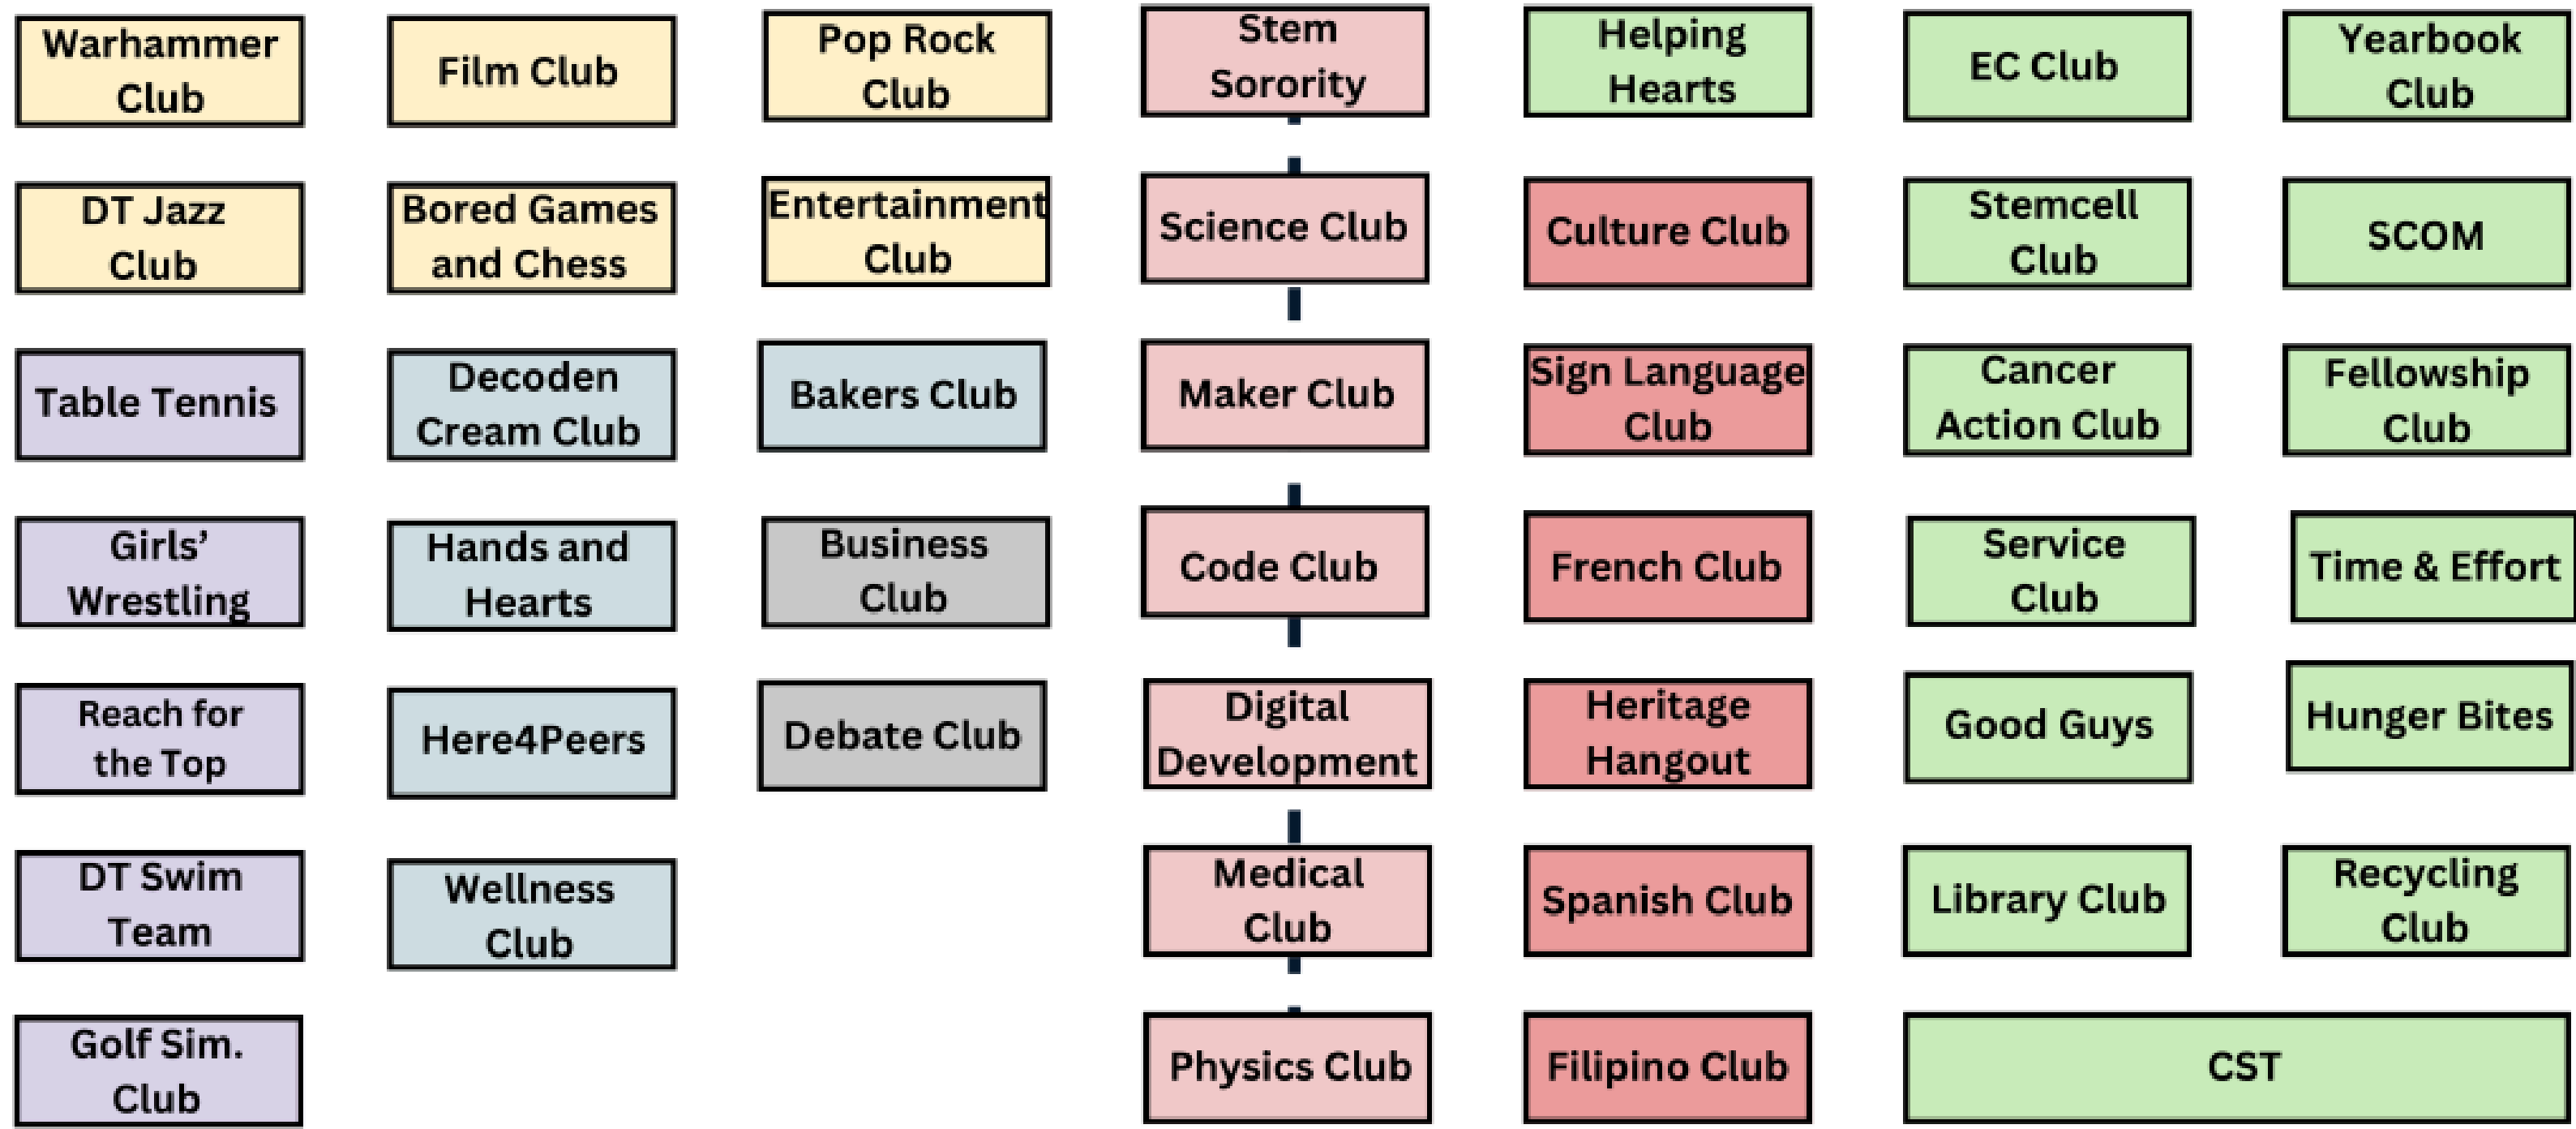 Warhammer
Club
Film Club
Pop Rock
Club
Stem
Sorority
Helping
Hearts
EC Club
Yearbook
Club
DT Jazz
Club
Bored Games
and Chess
Entertainment
Club
Science Club
Culture Club
Stemcell
Club
SCOM
Table Tennis
Decoden
Cream Club
Bakers Club
Maker Club
Sign Language
Club
Cancer
Action Club
Fellowship
Club
Girls’
Wrestling
Hands and
Hearts
Business
Club
Code Club
French Club
Service
Club
Time & Effort
Reach for
the Top
Here4Peers
Debate Club
Digital
Development
Heritage
Hangout
Good Guys
Hunger Bites
DT Swim
Team
Wellness
Club
Medical
Club
Spanish Club
Library Club
Recycling
Club
Golf Sim.
Club
Physics Club
Filipino Club
CST